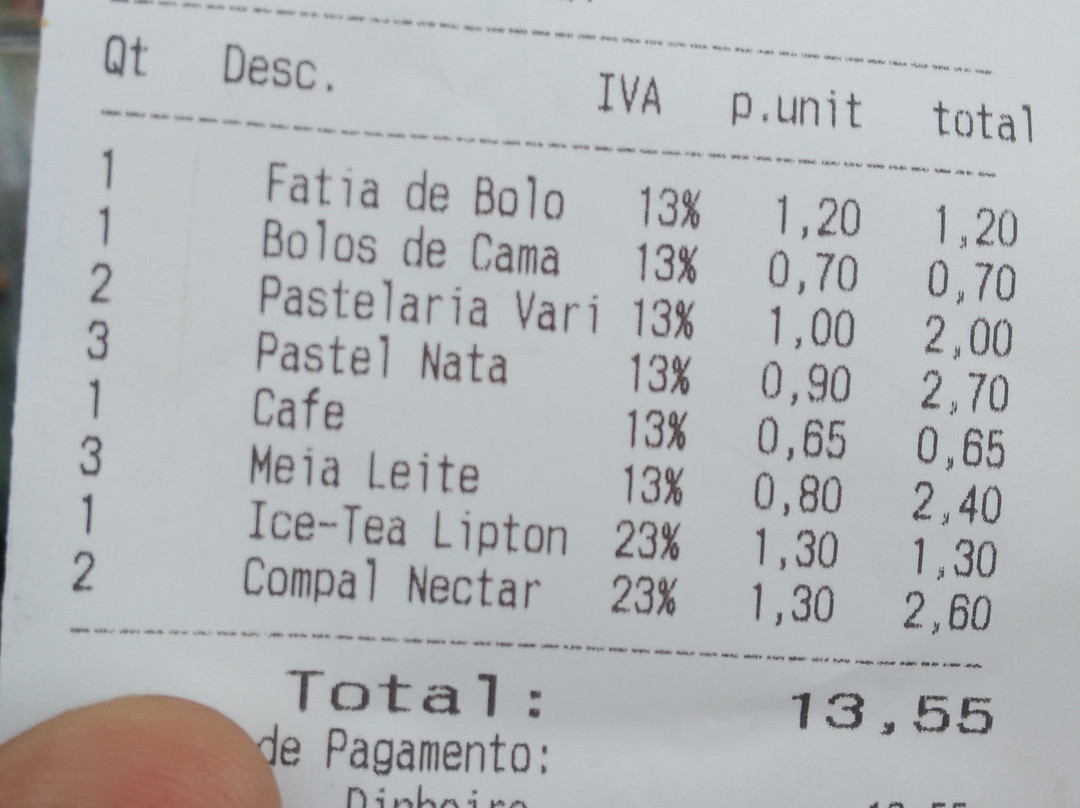 Qt Desc. IVA p.unit total
1 Fatia de Bolo 13% 1,20 1,20
1 Bolos de Cama 13% 0,70 0,70
2 Pastelaria Vari 13% 1,00 2,00
3 Pastel Nata 13% 0,90 2,70
1 Cafe 13% 0,65 0,65
3 Meia Leite 13% 0,80 2,40
1 Ice-Tea Lipton 23% 1,30 1,30
2 Compal Nectar 23% 1,30 2,60
Total: 13,55
de Pagamento:
Dinheiro